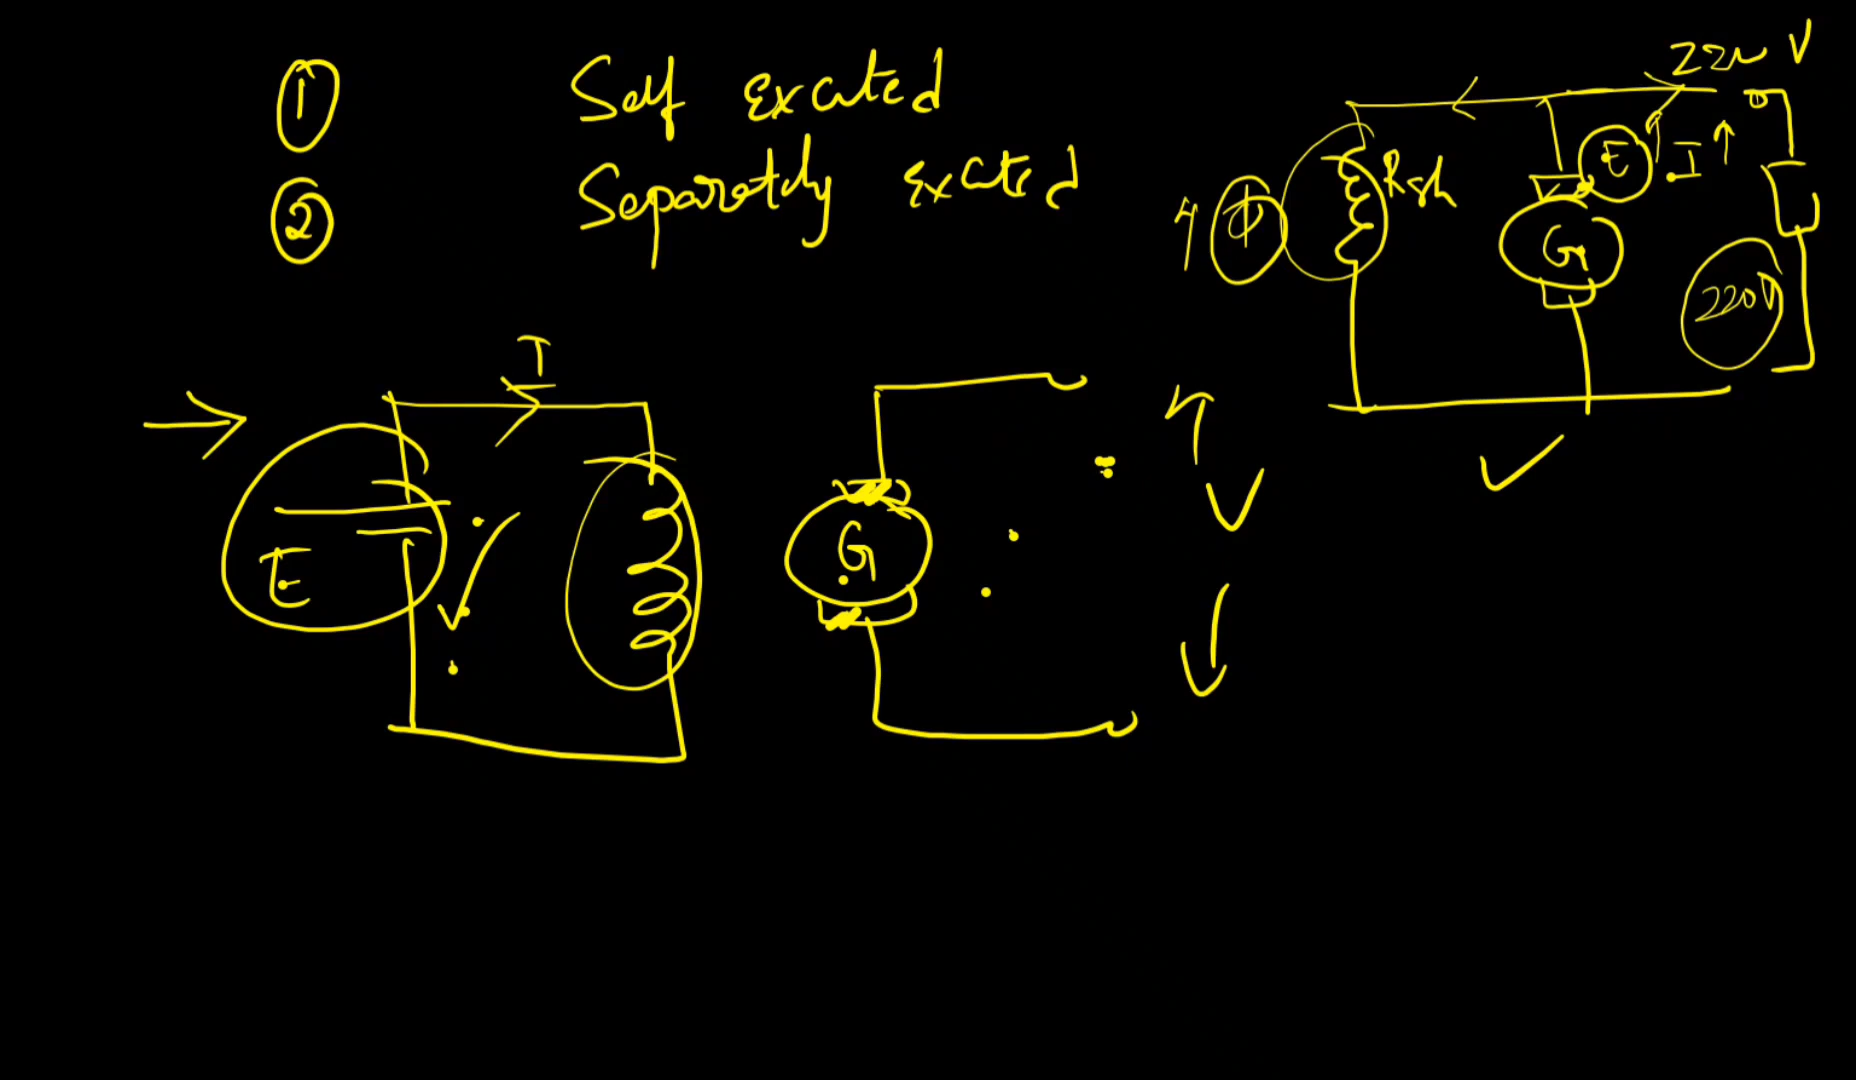 1 Self Excited
2 Separately excited
220 V
E I
Rsh
Φ
G
220V
I
E
G